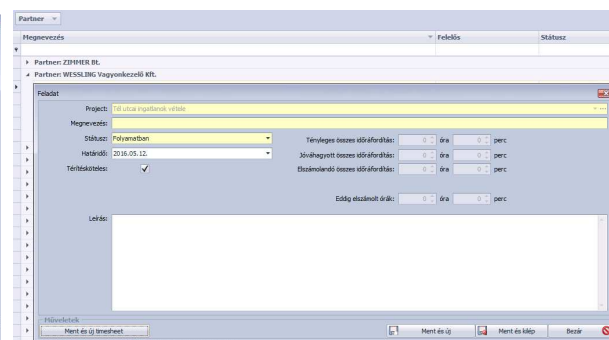 Partner
Megnevezés Felelős Státusz
Partner: ZIMMER Bt.
Partner: WESSLING Vagyonkezelő Kft.
Feladat
Project: Tél utcai ingatlanok vétele
Megnevezés:
Státusz: Folyamatban
Tényleges összes időráfordítás: 0 óra 0 perc
Határidő: 2016.05.12.
Jóváhagyott összes időráfordítás: 0 óra 0 perc
Térítésköteles:
Elszámolandó összes időráfordítás: 0 óra 0 perc
Eddig elszámolt órák: 0 óra 0 perc
Leírás:
Műveletek
Ment és új timesheet Ment és új Ment és kilép Bezár